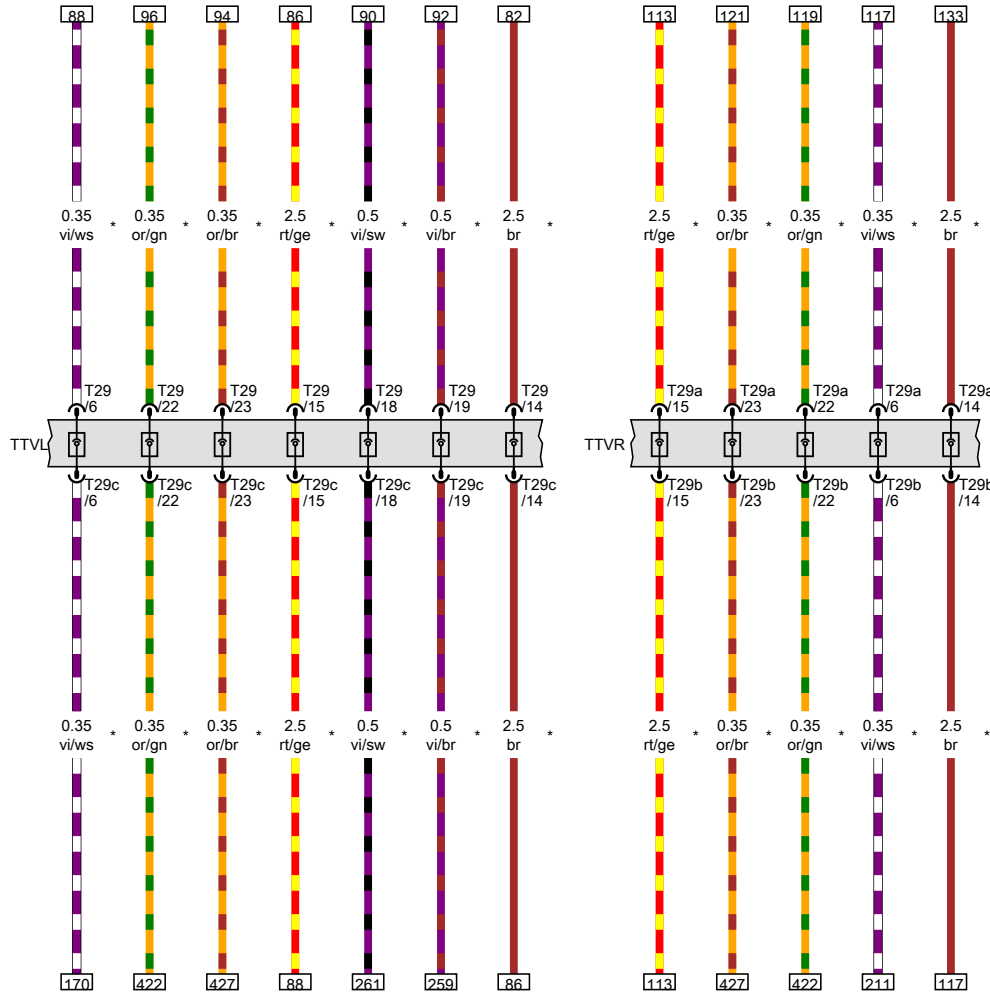 88 96 94 86 90 92 82 113 121 119 117 133
0.35 0.35 0.35 2.5 0.5 0.5 2.5 2.5 0.35 0.35 0.35 2.5
* * * * * * * * * * * *
vi/ws or/gn or/br rt/ge vi/sw vi/br br rt/ge or/br or/gn vi/ws br
T29 T29 T29 T29 T29 T29 T29 T29a T29a T29a T29a T29a
/6 /22 /23 /15 /18 /19 /14 /15 /23 /22 /6 /14
TTVL TTVR
T29c T29c T29c T29c T29c T29c T29c T29b T29b T29b T29b T29b
/6 /22 /23 /15 /18 /19 /14 /15 /23 /22 /6 /14
0.35 0.35 0.35 2.5 0.5 0.5 2.5 2.5 0.35 0.35 0.35 2.5
* * * * * * * * * * * *
vi/ws or/gn or/br rt/ge vi/sw vi/br br rt/ge or/br or/gn vi/ws br
170 422 427 88 261 259 86 113 427 422 211 117